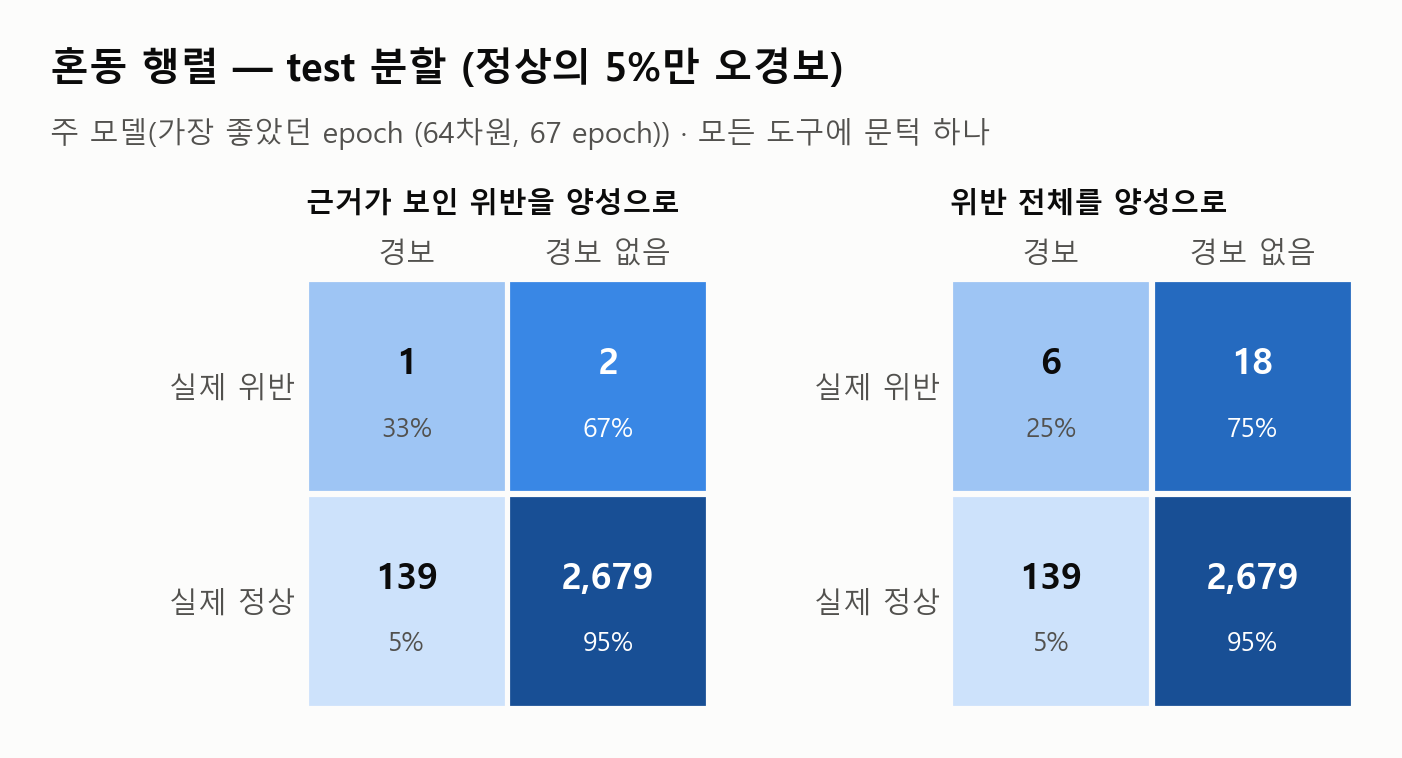 혼동 행렬 — test 분할 (정상의 5%만 오경보)
주 모델(가장 좋았던 epoch (64차원, 67 epoch)) · 모든 도구에 문턱 하나
근거가 보인 위반을 양성으로
경보 경보 없음
실제 위반
1 2
33% 67%
실제 정상
139 2,679
5% 95%
위반 전체를 양성으로
경보 경보 없음
실제 위반
6 18
25% 75%
실제 정상
139 2,679
5% 95%